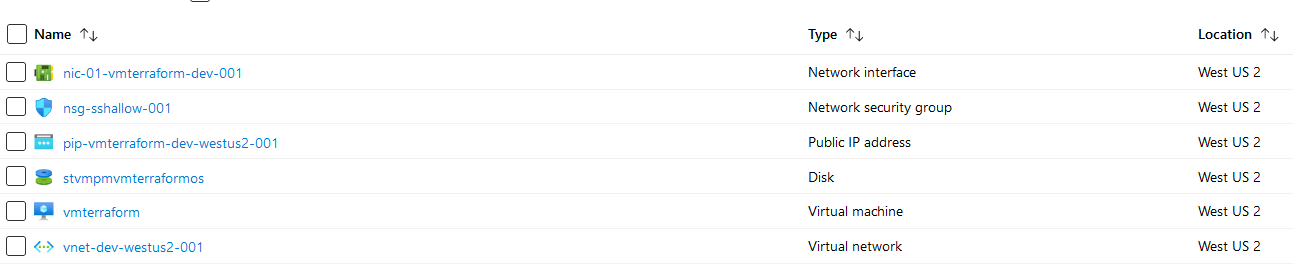 Name ↑↓ Type ↑↓ Location ↑↓
nic-01-vmterraform-dev-001 Network interface West US 2
nsg-sshallow-001 Network security group West US 2
pip-vmterraform-dev-westus2-001 Public IP address West US 2
stvmpmvmterraformos Disk West US 2
vmterraform Virtual machine West US 2
vnet-dev-westus2-001 Virtual network West US 2